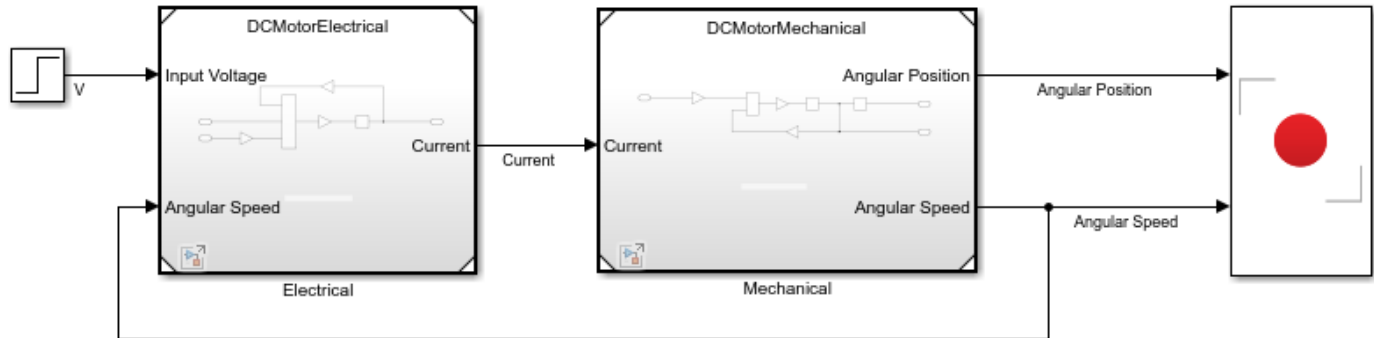 DCMotorElectrical
Input Voltage
V
Current
Angular Speed
Electrical
Current
DCMotorMechanical
Angular Position
Current
Angular Speed
Mechanical
Angular Position
Angular Speed